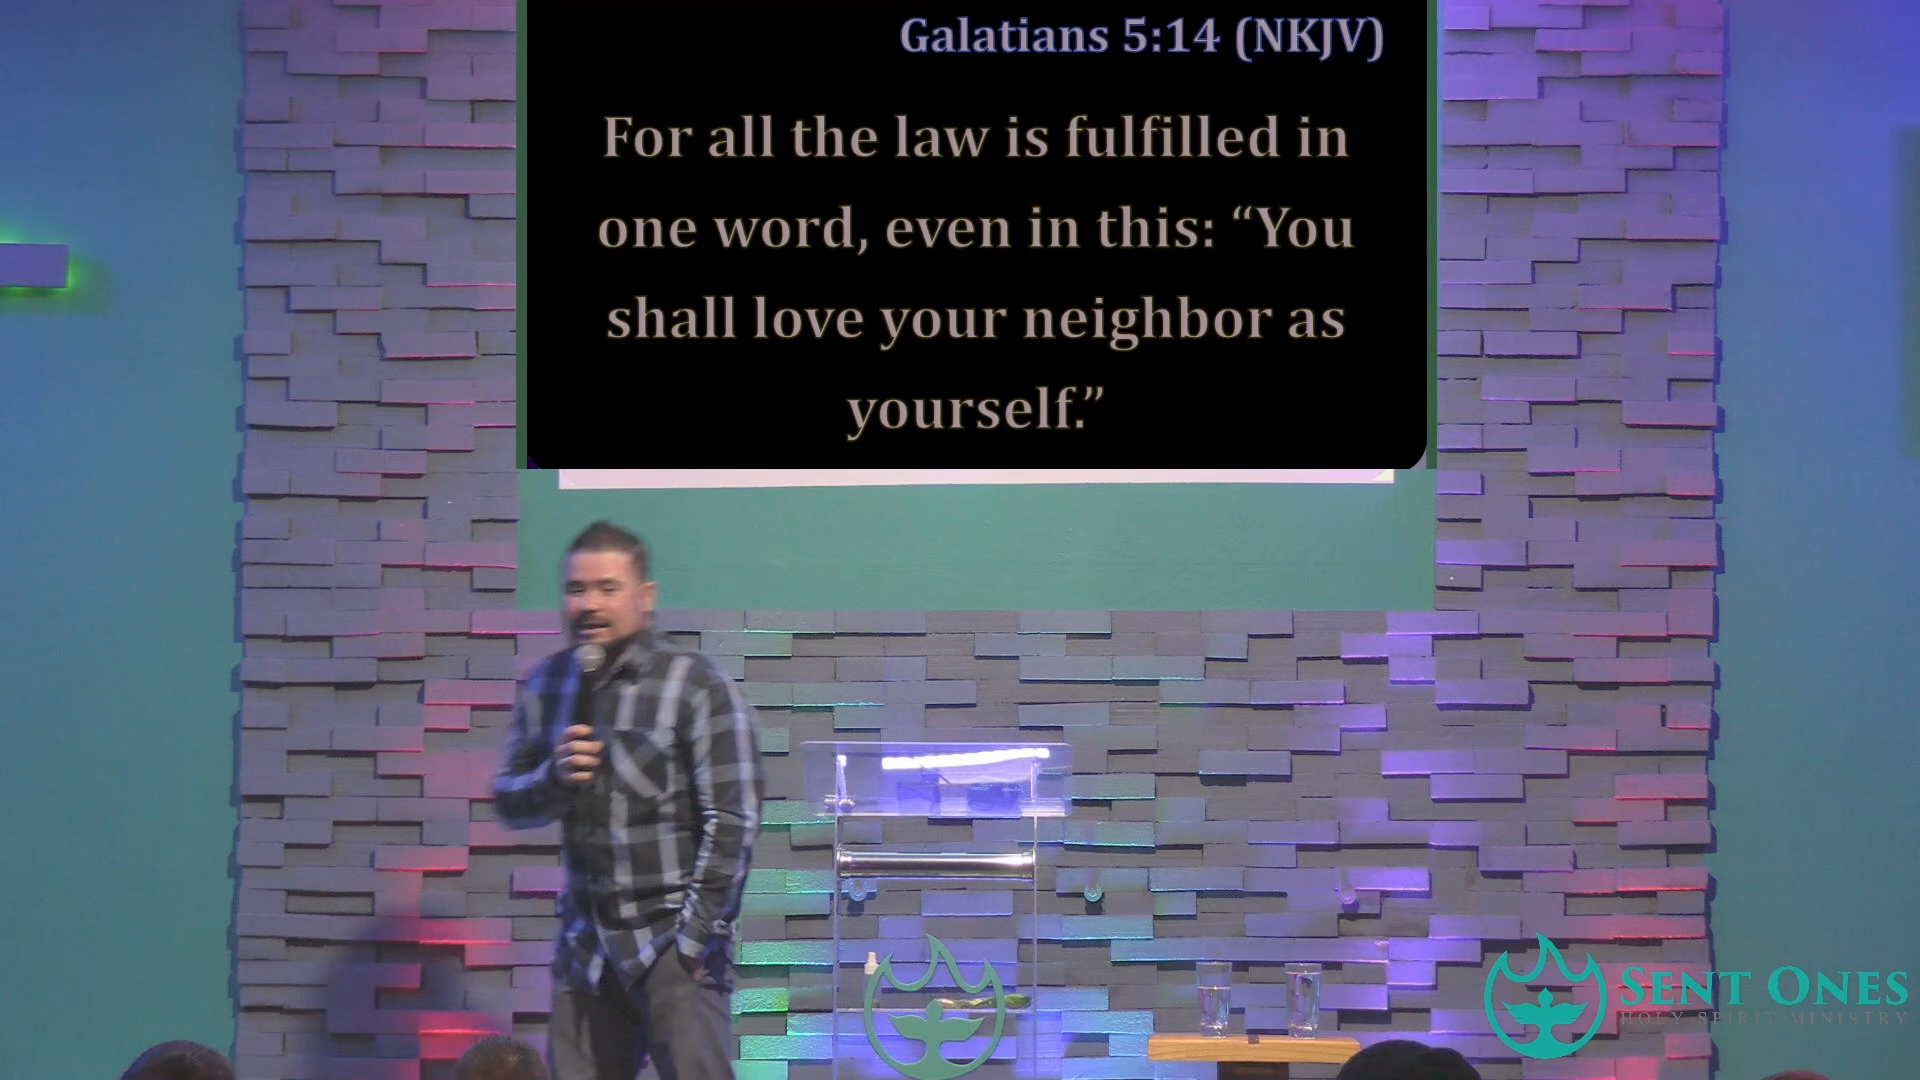 Galatians 5:14 (NKJV)
For all the law is fulfilled in
one word, even in this: “You
shall love your neighbor as
yourself.”
SENT ONES
HOLY SPIRIT MINISTRY